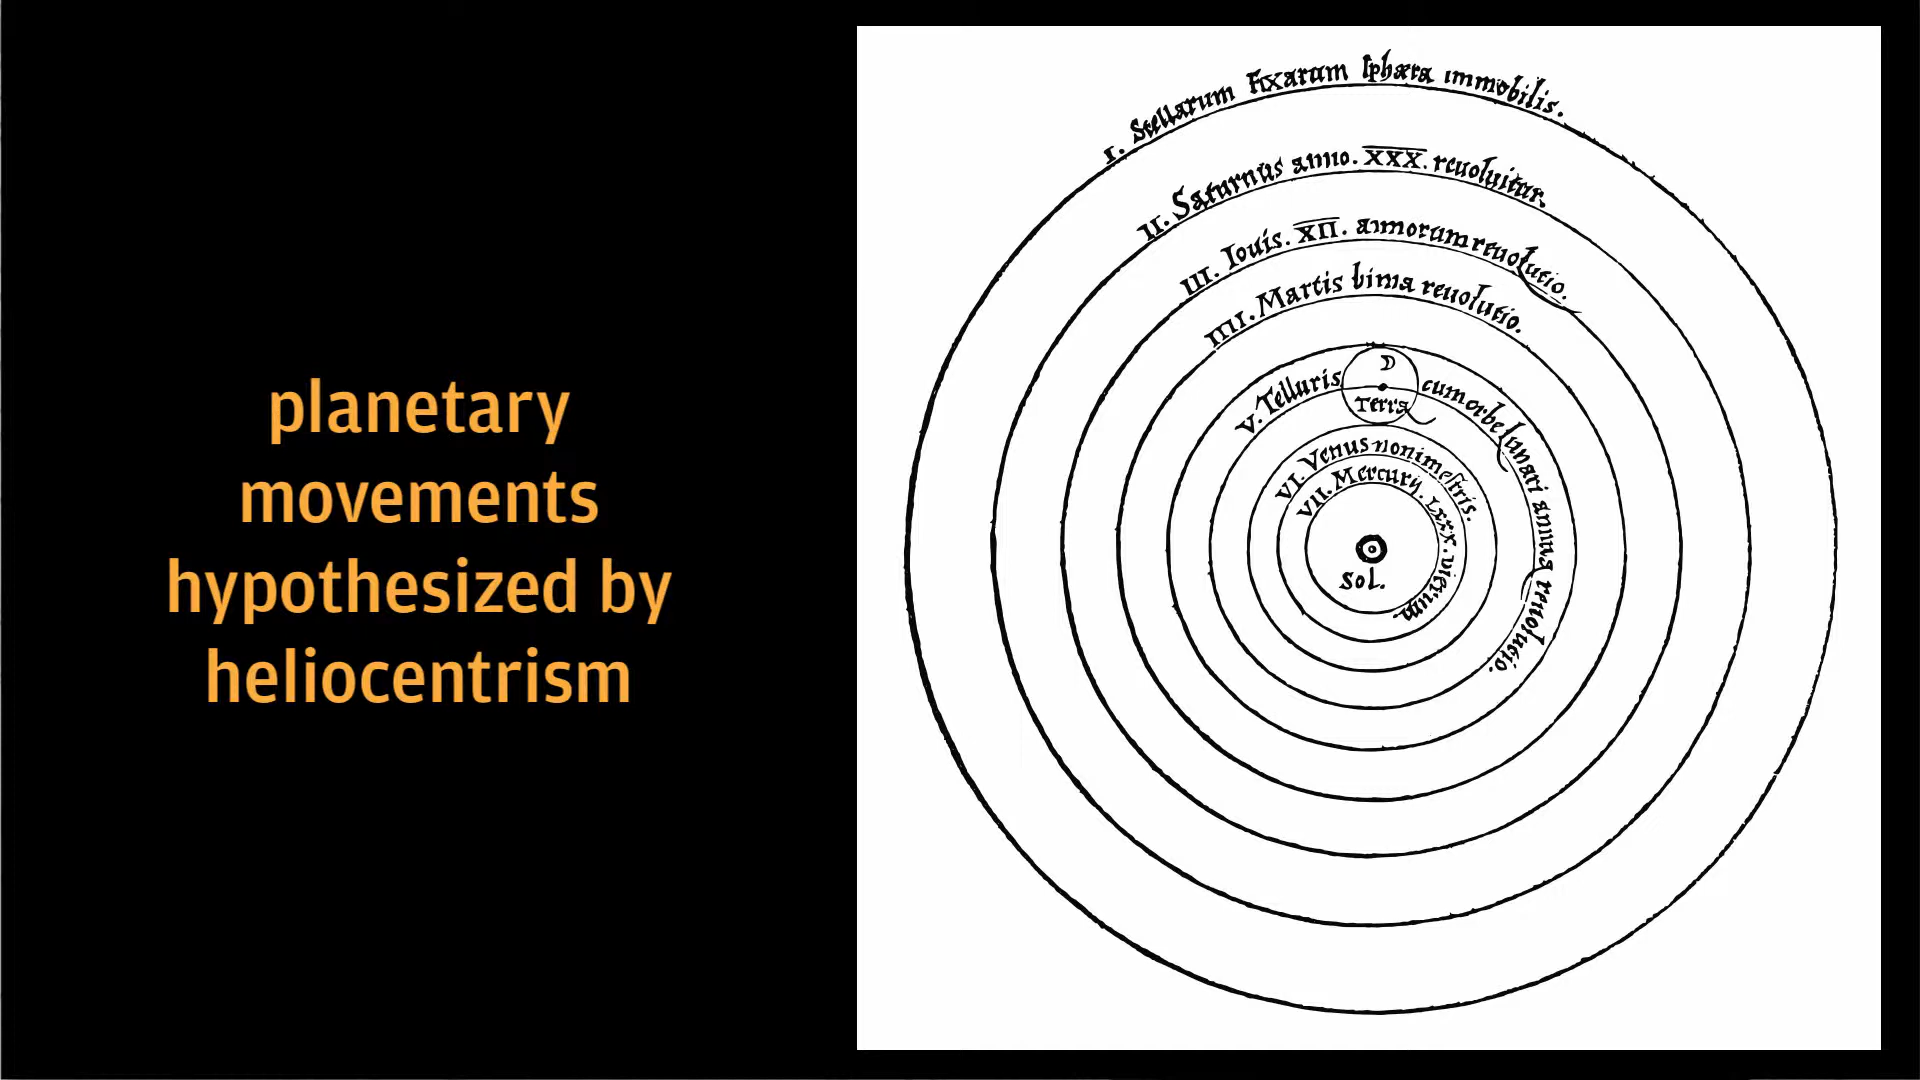 planetary
movements
hypothesized by
heliocentrism
I. Stellarum Fixarum sphæra immobilis.
II. Saturnus anno. XXX. reuoluitur.
III. Iouis. XII. annorum reuolutio.
IIII. Martis bima reuolutio.
V. Telluris cum orbe lunari annua reuolutio.
Terra
VI. Venus nonimestris.
VII. Mercurij. LXXX. dierum.
Sol.